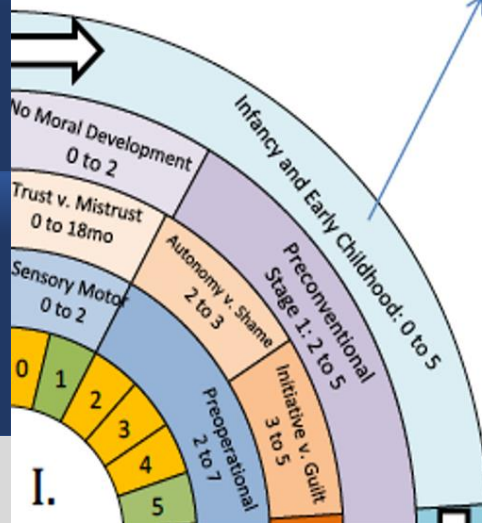 Infancy and Early Childhood: 0 to 5
No Moral Development
0 to 2
Preconventional
Stage 1: 2 to 5
Trust v. Mistrust
0 to 18mo
Autonomy v. Shame
2 to 3
Initiative v. Guilt
3 to 5
Sensory Motor
0 to 2
Preoperational
2 to 7
0
1
2
3
4
5
I.